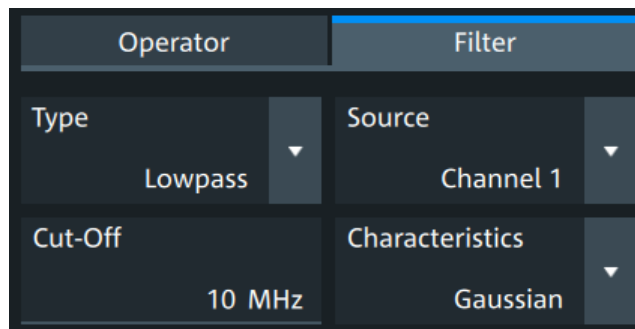 Operator
Filter
Type
Lowpass
Source
Channel 1
Cut-Off
10 MHz
Characteristics
Gaussian